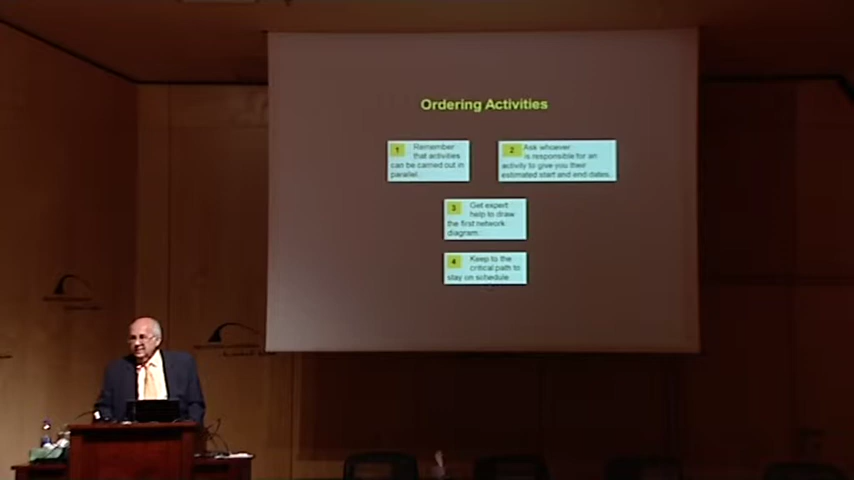 Ordering Activities
1 Remember
that activities
can be carried out in
parallel.
2 Ask whoever
is responsible for an
activity to give you their
estimated start and end dates.
3 Get expert
help to draw
the first network
diagram.
4 Keep to the
critical path to
stay on schedule.